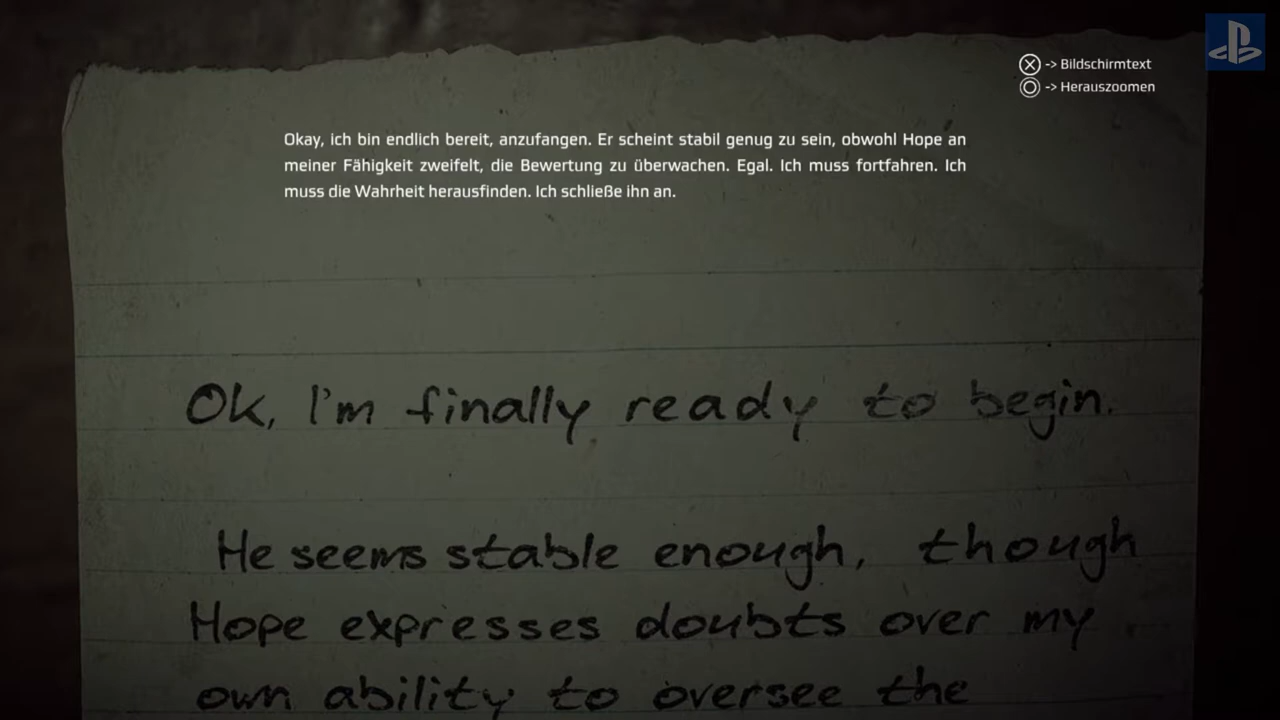 -> Bildschirmtext
-> Herauszoomen
Okay, ich bin endlich bereit, anzufangen. Er scheint stabil genug zu sein, obwohl Hope an
meiner Fähigkeit zweifelt, die Bewertung zu überwachen. Egal. Ich muss fortfahren. Ich
muss die Wahrheit herausfinden. Ich schließe ihn an.
Ok, I'm finally ready to begin.
He seems stable enough, though
Hope expresses doubts over my
own ability to oversee the